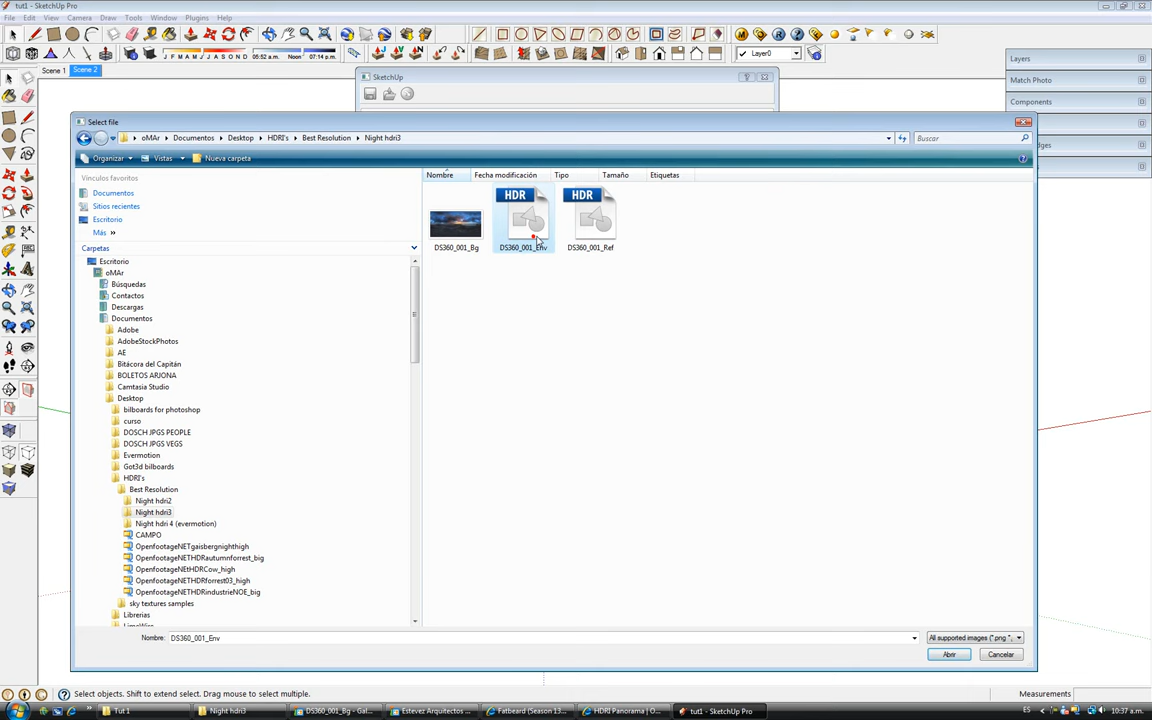 tut1 - SketchUp Pro
File Edit View Camera Draw Tools Window Plugins Help
J F M A M J J A S O N D
05:52 a.m. Noon 07:14 p.m.
Layer0
Scene 1 Scene 2
SketchUp
Layers
Match Photo
Components
Select file
oMAr Documentos Desktop HDRI's Best Resolution Night hdri3
Buscar
Organizar Vistas Nueva carpeta
Vínculos favoritos
Documentos
Sitios recientes
Escritorio
Más »
Carpetas
Escritorio
oMAr
Búsquedas
Contactos
Descargas
Documentos
Adobe
AdobeStockPhotos
AE
Bitácora del Capitán
BOLETOS ARJONA
Camtasia Studio
Desktop
bilboards for photoshop
curso
DOSCH JPGS PEOPLE
DOSCH JPGS VEGS
Evermotion
Got3d bilboards
HDRI's
Best Resolution
Night hdri2
Night hdri3
Night hdri 4 (evermotion)
CAMPO
OpenfootageNETgaisbergnighthigh
OpenfootageNETHDRautumnforrest_big
OpenfootageNEtHDRCow_high
OpenfootageNETHDRforrest03_high
OpenfootageNETHDRindustrieNOE_big
sky textures samples
Librerias
Nombre Fecha modificación Tipo Tamaño Etiquetas
HDR HDR
DS360_001_Bg DS360_001_Env DS360_001_Ref
Nombre: DS360_001_Env
All supported images (*.png *.
Abrir Cancelar
Select objects. Shift to extend select. Drag mouse to select multiple.
Measurements
Tut 1
Night hdri3
DS360_001_Bg - Gal...
Estevez Arquitectos ...
Fatbeard (Season 13...
HDRI Panorama | O...
tut1 - SketchUp Pro
ES
10:37 a.m.